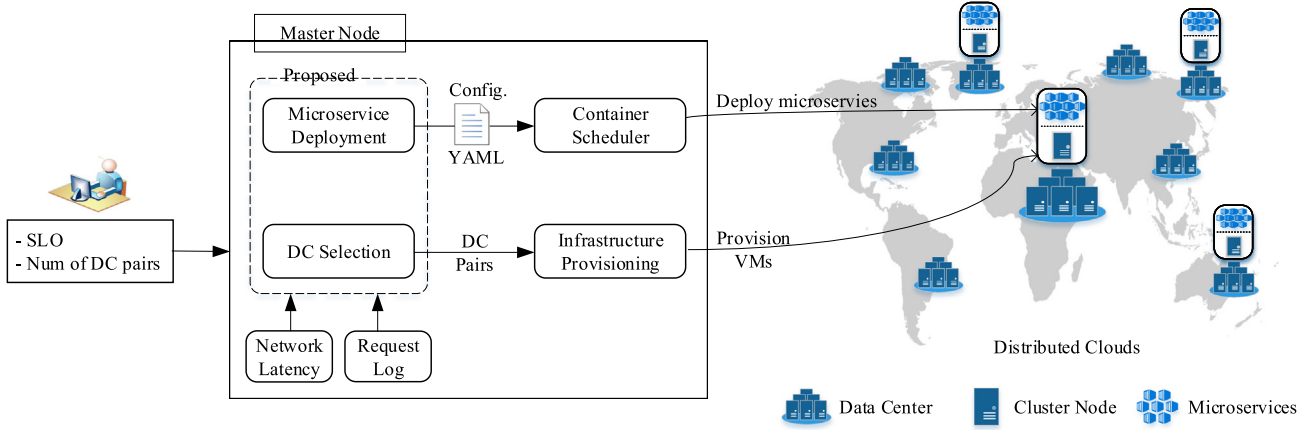 Master Node
Proposed
Microservice
Deployment
Config.
YAML
Container
Scheduler
Deploy microservies
- SLO
- Num of DC pairs
DC Selection
DC
Pairs
Infrastructure
Provisioning
Provision
VMs
Network
Latency
Request
Log
Distributed Clouds
Data Center
Cluster Node
Microservices